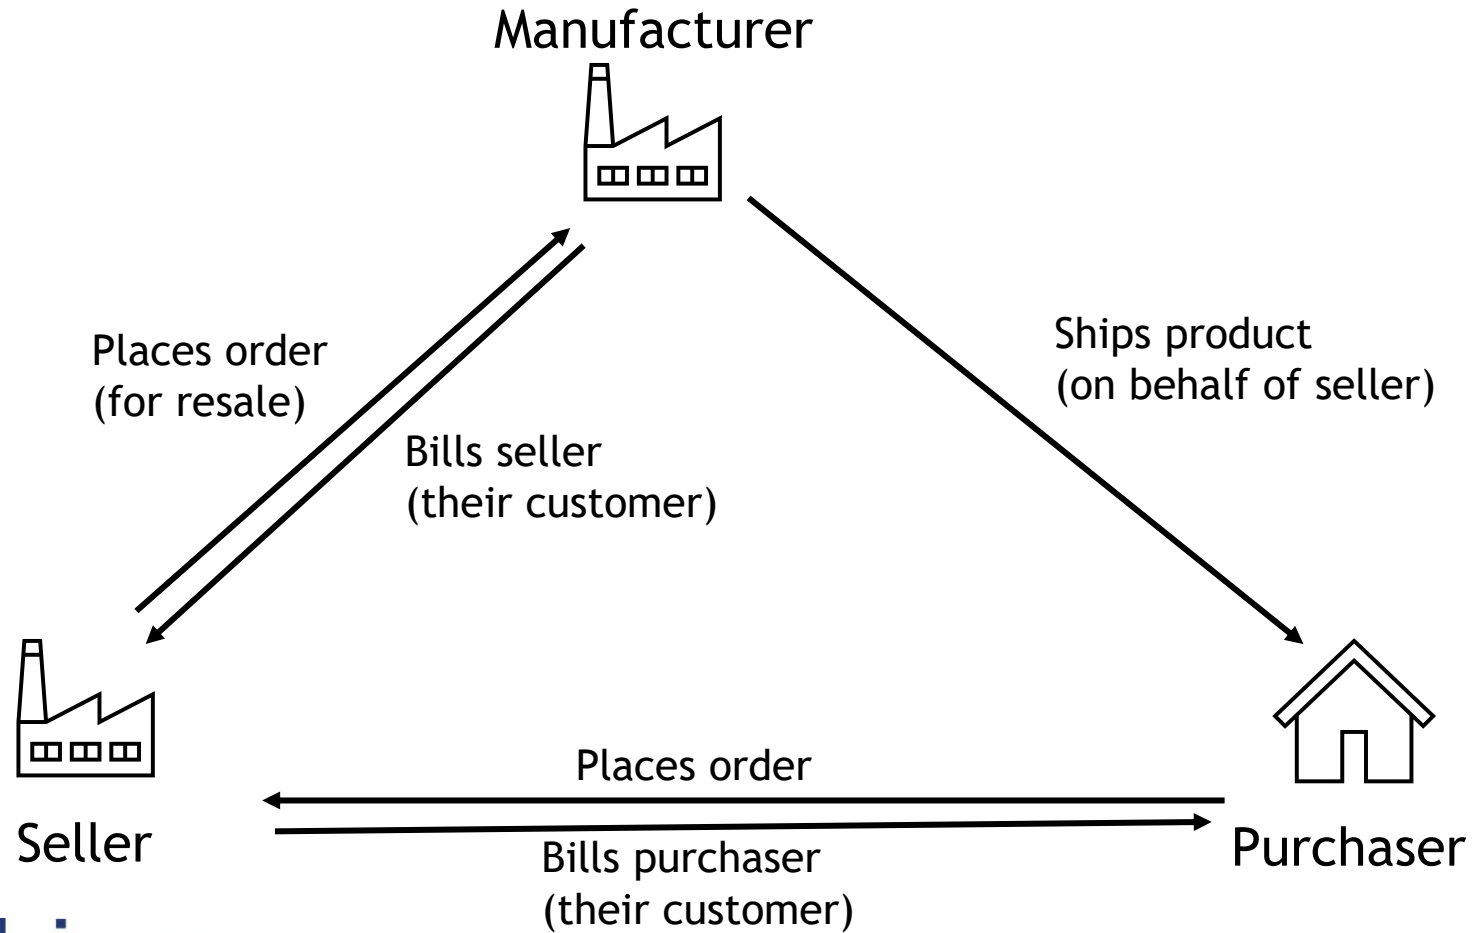 Manufacturer
Places order
(for resale)
Ships product
(on behalf of seller)
Bills seller
(their customer)
Places order
Seller
Purchaser
Bills purchaser
(their customer)